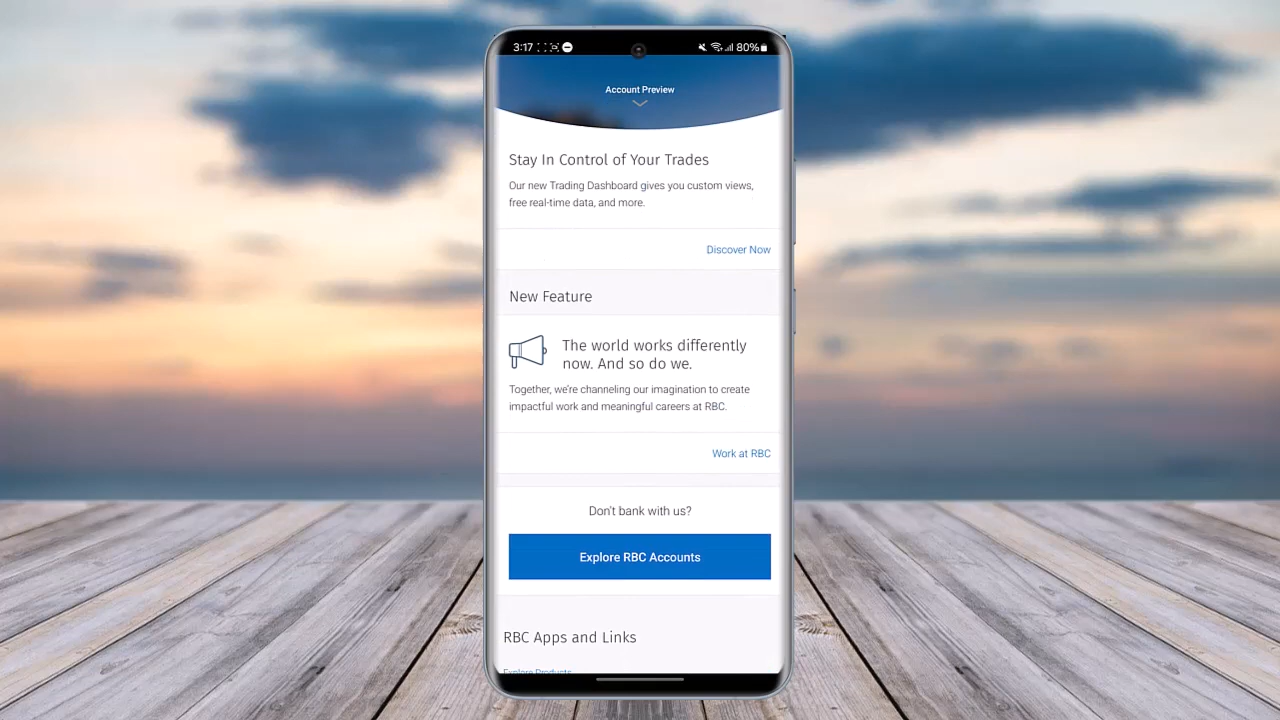 3:17
80%
Account Preview
Stay In Control of Your Trades
Our new Trading Dashboard gives you custom views,
free real-time data, and more.
Discover Now
New Feature
The world works differently
now. And so do we.
Together, we're channeling our imagination to create
impactful work and meaningful careers at RBC.
Work at RBC
Don't bank with us?
Explore RBC Accounts
RBC Apps and Links
Explore Products